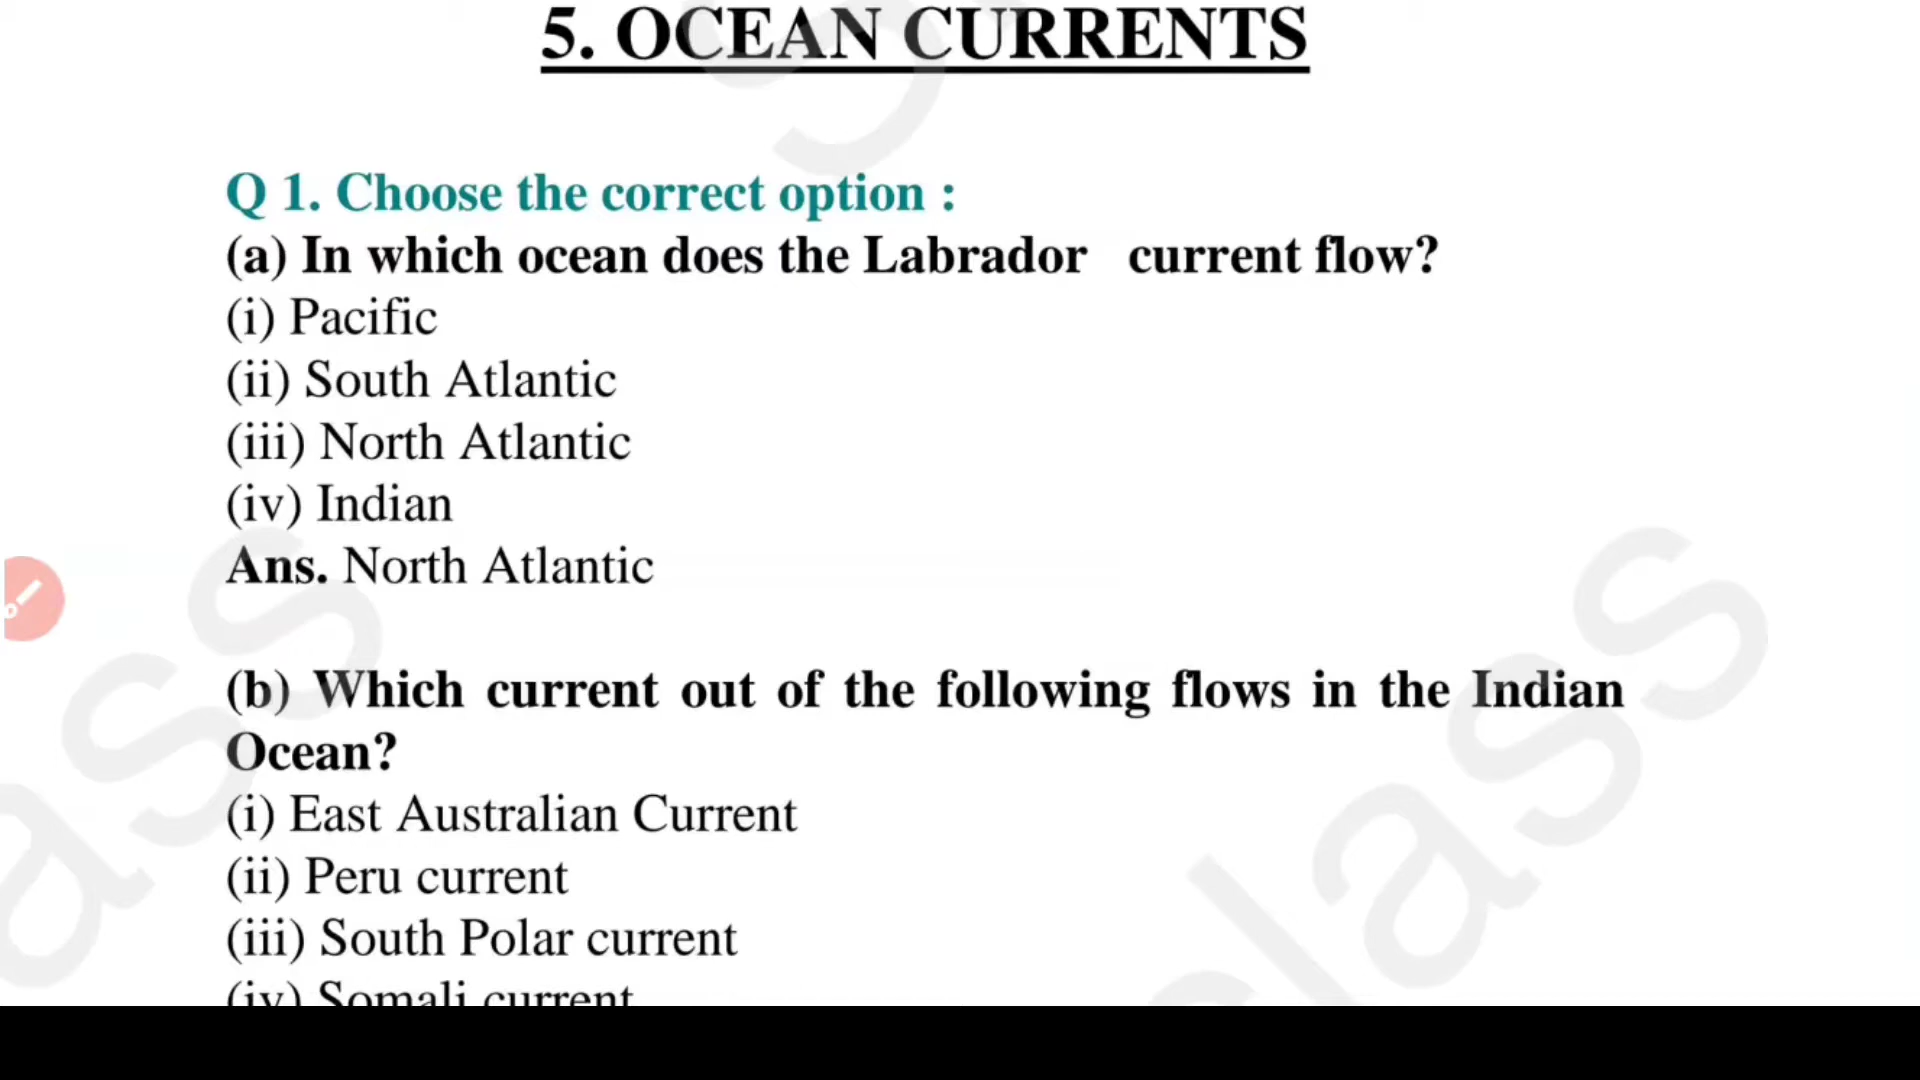 5. OCEAN CURRENTS
Q 1. Choose the correct option :
(a) In which ocean does the Labrador current flow?
(i) Pacific
(ii) South Atlantic
(iii) North Atlantic
(iv) Indian
Ans. North Atlantic
(b) Which current out of the following flows in the Indian
Ocean?
(i) East Australian Current
(ii) Peru current
(iii) South Polar current
(iv) Somali current